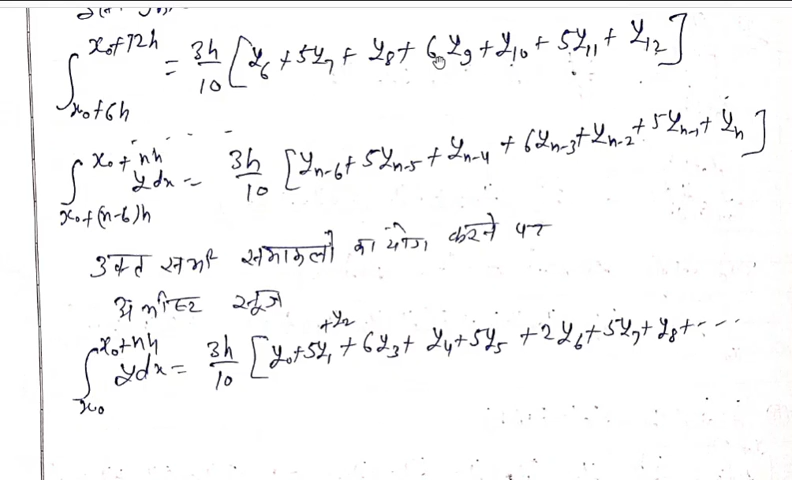 ∫_{x₀+6h}^{x₀+12h} = 3h/10 [y₆ + 5y₇ + y₈ + 6y₉ + y₁₀ + 5y₁₁ + y₁₂]
- - - -
∫_{x₀+(n-6)h}^{x₀+nh} ydx = 3h/10 [y_{n-6} + 5y_{n-5} + y_{n-4} + 6y_{n-3} + y_{n-2} + 5y_{n-1} + y_n]
उक्त सभी समाकलों का योग करने पर
अभीष्ट सूत्र
∫_{x₀}^{x₀+nh} ydx = 3h/10 [y₀ + 5y₁ + y₂ + 6y₃ + y₄ + 5y₅ + 2y₆ + 5y₇ + y₈ + ----